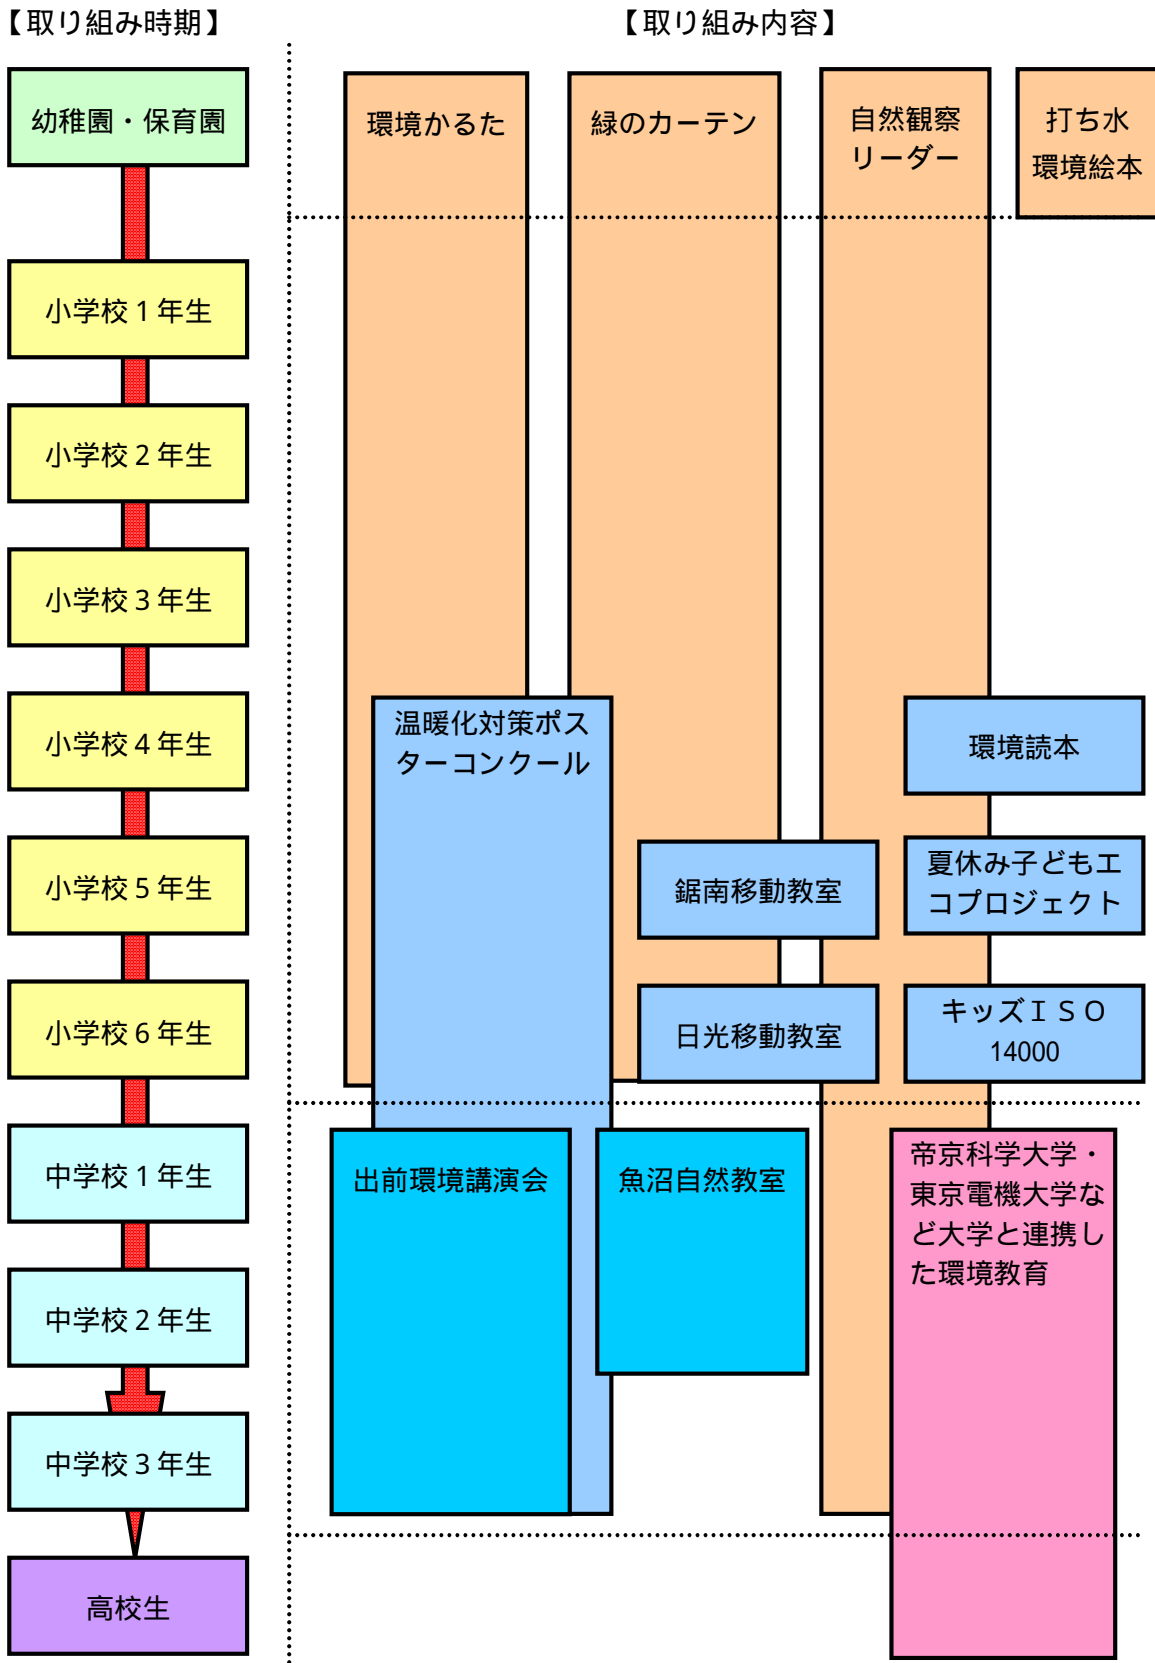 【取り組み時期】
【取り組み内容】
幼稚園・保育園
環境かるた
緑のカーテン
自然観察
リーダー
打ち水
環境絵本
小学校1年生
小学校2年生
小学校3年生
小学校4年生
温暖化対策ポス
ターコンクール
環境読本
小学校5年生
鋸南移動教室
夏休み子どもエ
コプロジェクト
小学校6年生
日光移動教室
キッズＩＳＯ
14000
中学校1年生
出前環境講演会
魚沼自然教室
帝京科学大学・
東京電機大学な
ど大学と連携し
た環境教育
中学校2年生
中学校3年生
高校生